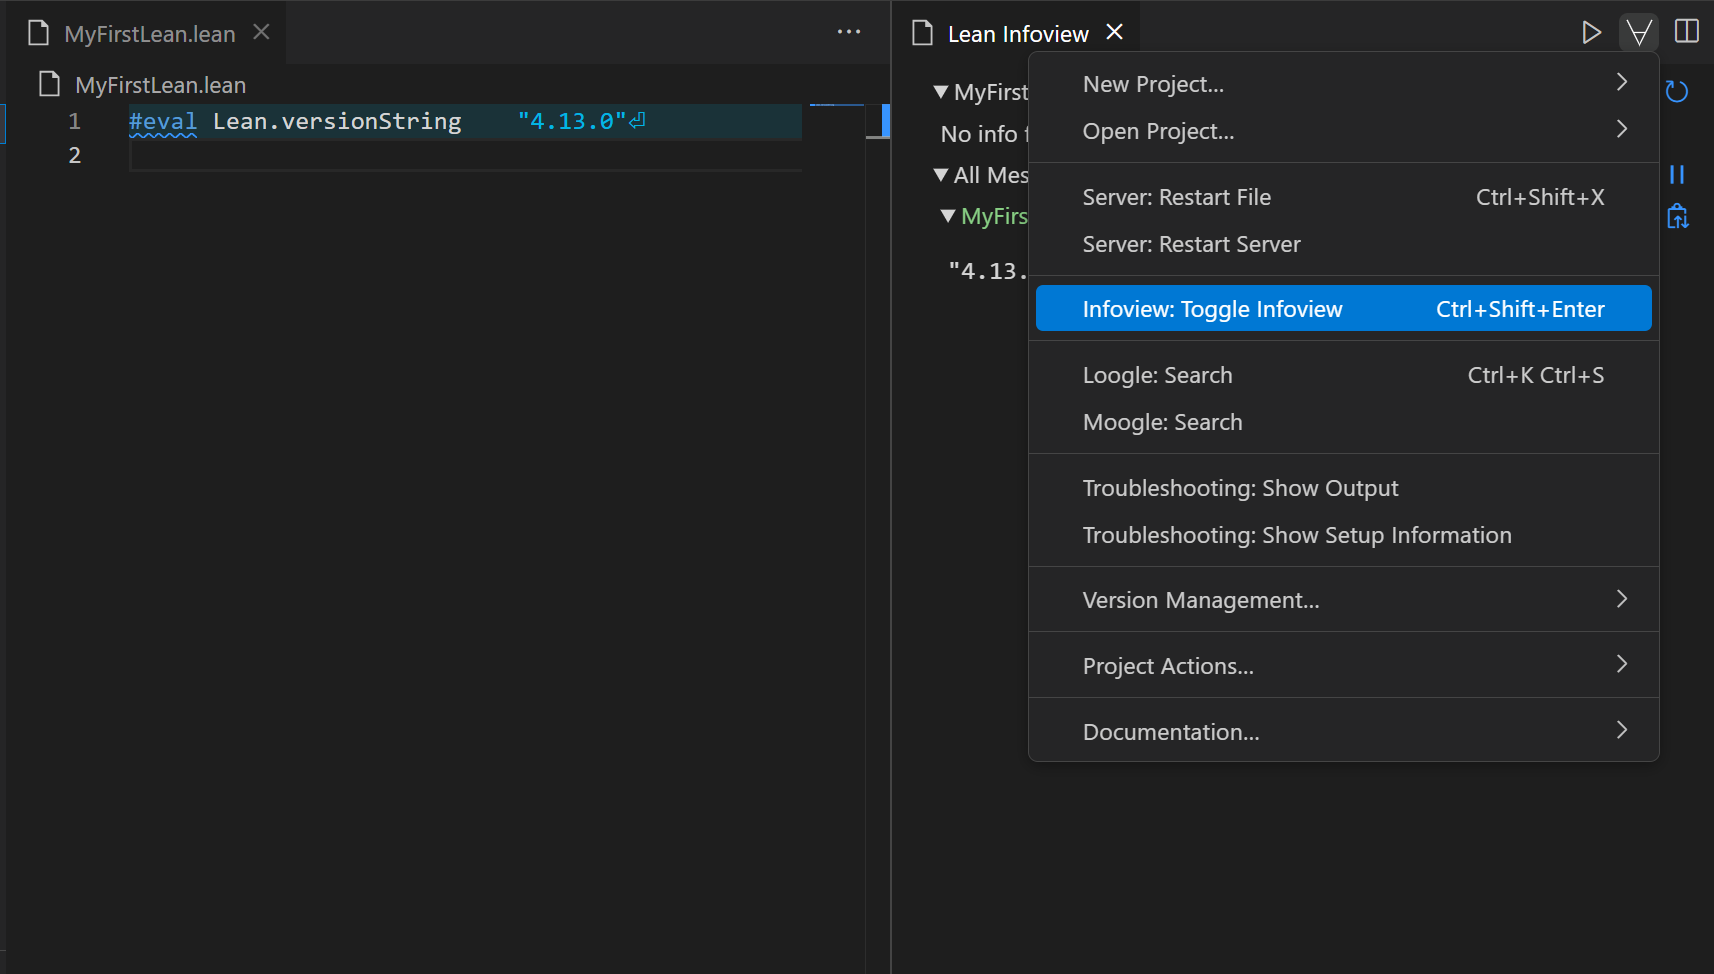 MyFirstLean.lean
MyFirstLean.lean
1 #eval Lean.versionString "4.13.0"⏎
2
Lean Infoview
MyFirst
No info f
All Mes
MyFirs
"4.13.
New Project...
Open Project...
Server: Restart File Ctrl+Shift+X
Server: Restart Server
Infoview: Toggle Infoview Ctrl+Shift+Enter
Loogle: Search Ctrl+K Ctrl+S
Moogle: Search
Troubleshooting: Show Output
Troubleshooting: Show Setup Information
Version Management...
Project Actions...
Documentation...